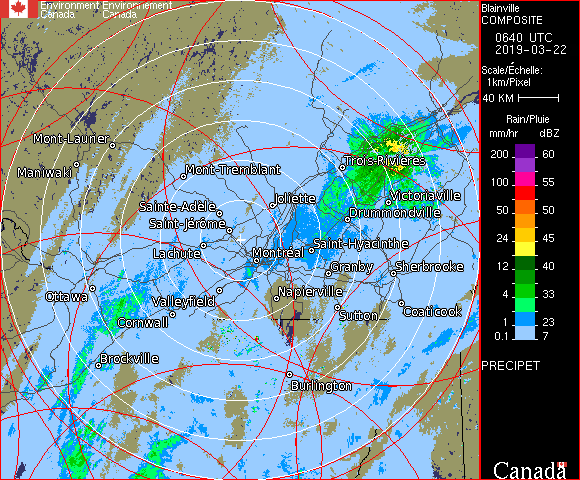 Environment Environnement
Canada Canada
Mont-Laurier
Maniwaki
Mont-Tremblant
Trois-Rivières
Sainte-Adèle
Joliette
Victoriaville
Saint-Jérôme
Drummondville
Lachute
Montréal
Saint-Hyacinthe
Granby
Sherbrooke
Ottawa
Valleyfield
Napierville
Cornwall
Sutton
Coaticook
Brockville
Burlington
Blainville
COMPOSITE
0640 UTC
2019-03-22
Scale/Échelle:
1km/Pixel
40 KM
Rain/Pluie
mm/hr dBZ
200 60
100 55
50 50
24 45
12 40
4 33
1 23
0.1 7
PRECIPET
Canada